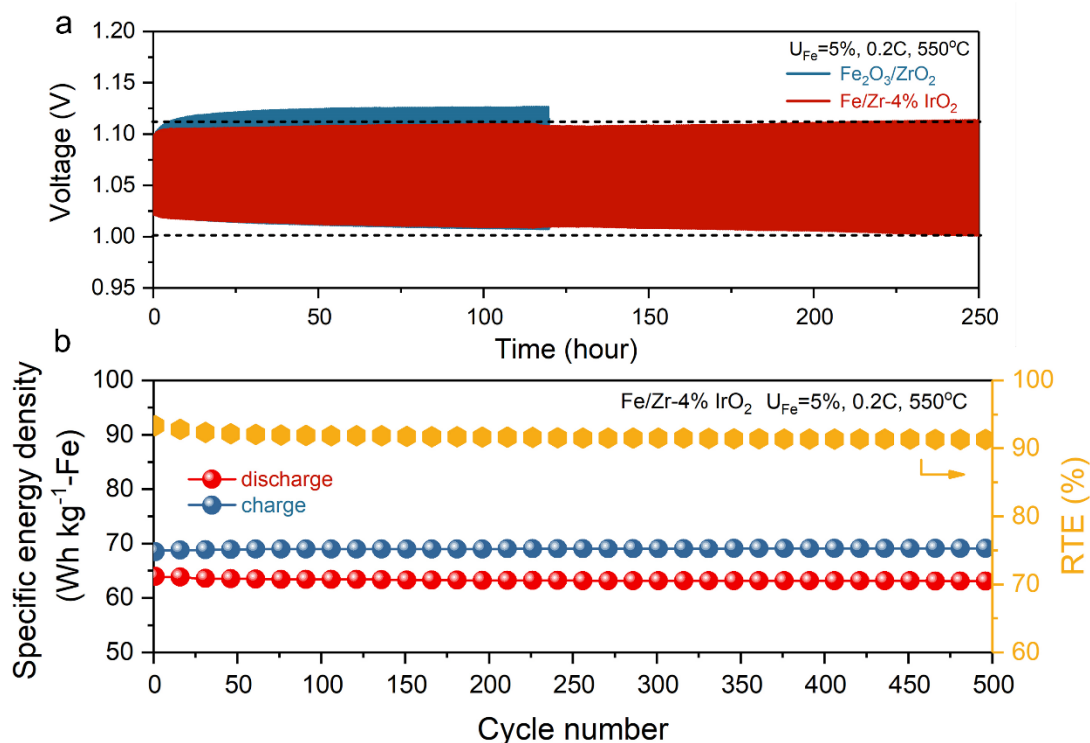 a
1.20
1.15
1.10
1.05
1.00
0.95
Voltage (V)
U_Fe=5%, 0.2C, 550°C
Fe₂O₃/ZrO₂
Fe/Zr-4% IrO₂
0 50 100 150 200 250
Time (hour)
b
100
90
80
70
60
50
Specific energy density
(Wh kg⁻¹-Fe)
Fe/Zr-4% IrO₂ U_Fe=5%, 0.2C, 550°C
discharge
charge
100
90
80
70
60
RTE (%)
0 50 100 150 200 250 300 350 400 450 500
Cycle number